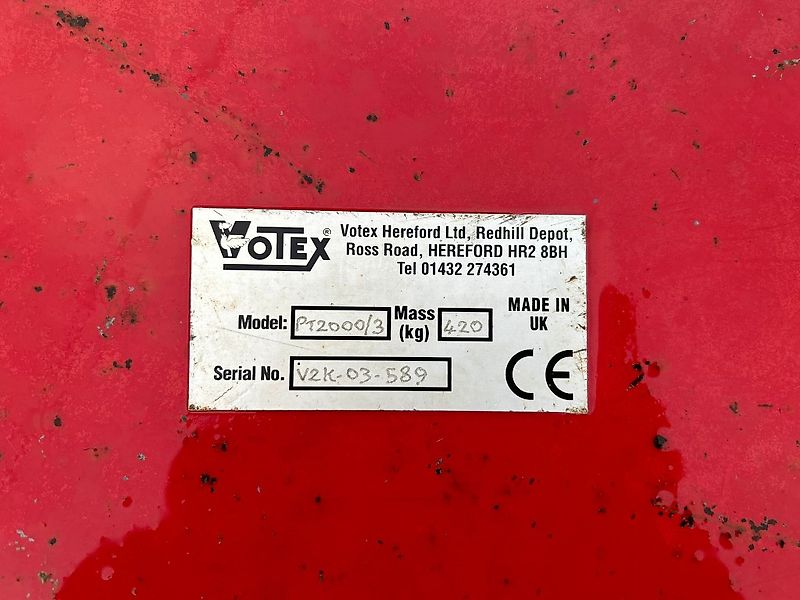 VOTEX®
Votex Hereford Ltd, Redhill Depot,
Ross Road, HEREFORD HR2 8BH
Tel 01432 274361
Model: PT2000/3 Mass (kg) 420
MADE IN UK
Serial No. V2K-03-589
CE